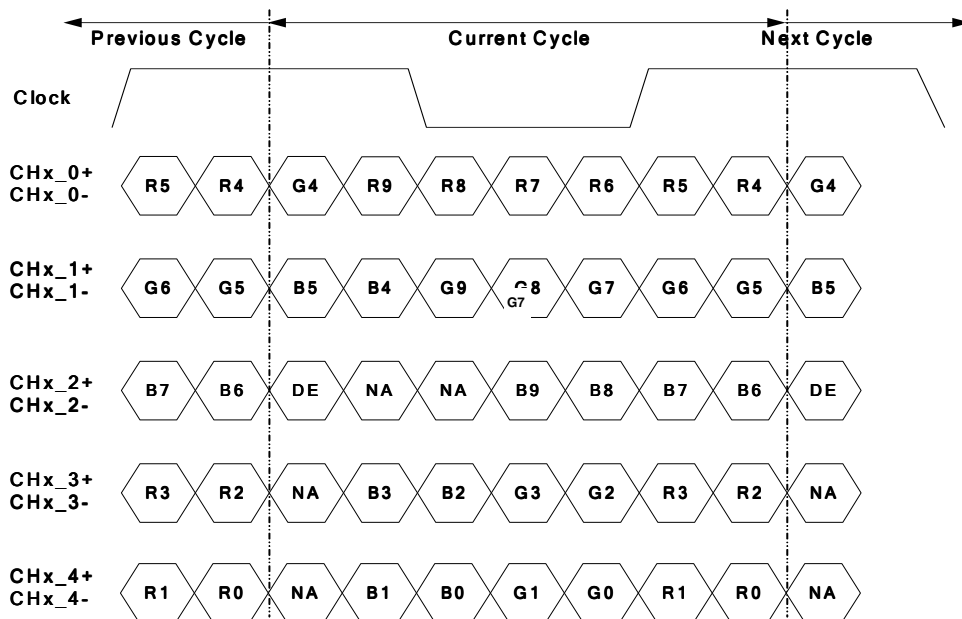 Previous Cycle Current Cycle Next Cycle
Clock
CHx_0+
CHx_0-
R5 R4 G4 R9 R8 R7 R6 R5 R4 G4
CHx_1+
CHx_1-
G6 G5 B5 B4 G9 G8 G7 G6 G5 B5
G7
CHx_2+
CHx_2-
B7 B6 DE NA NA B9 B8 B7 B6 DE
CHx_3+
CHx_3-
R3 R2 NA B3 B2 G3 G2 R3 R2 NA
CHx_4+
CHx_4-
R1 R0 NA B1 B0 G1 G0 R1 R0 NA